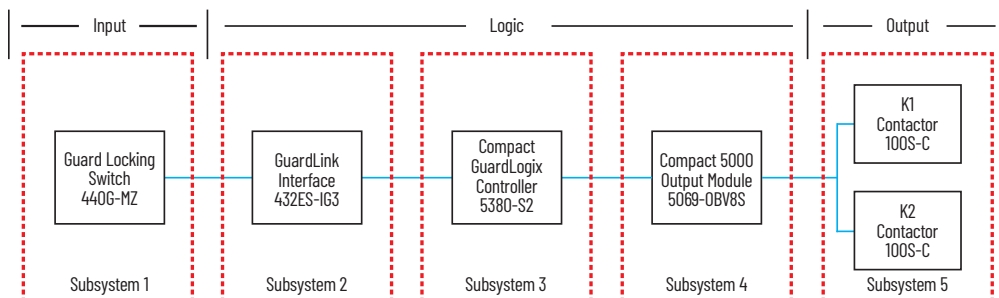 Input
Logic
Output
Guard Locking
Switch
440G-MZ
GuardLink
Interface
432ES-IG3
Compact
GuardLogix
Controller
5380-S2
Compact 5000
Output Module
5069-OBV8S
K1
Contactor
100S-C
K2
Contactor
100S-C
Subsystem 1
Subsystem 2
Subsystem 3
Subsystem 4
Subsystem 5